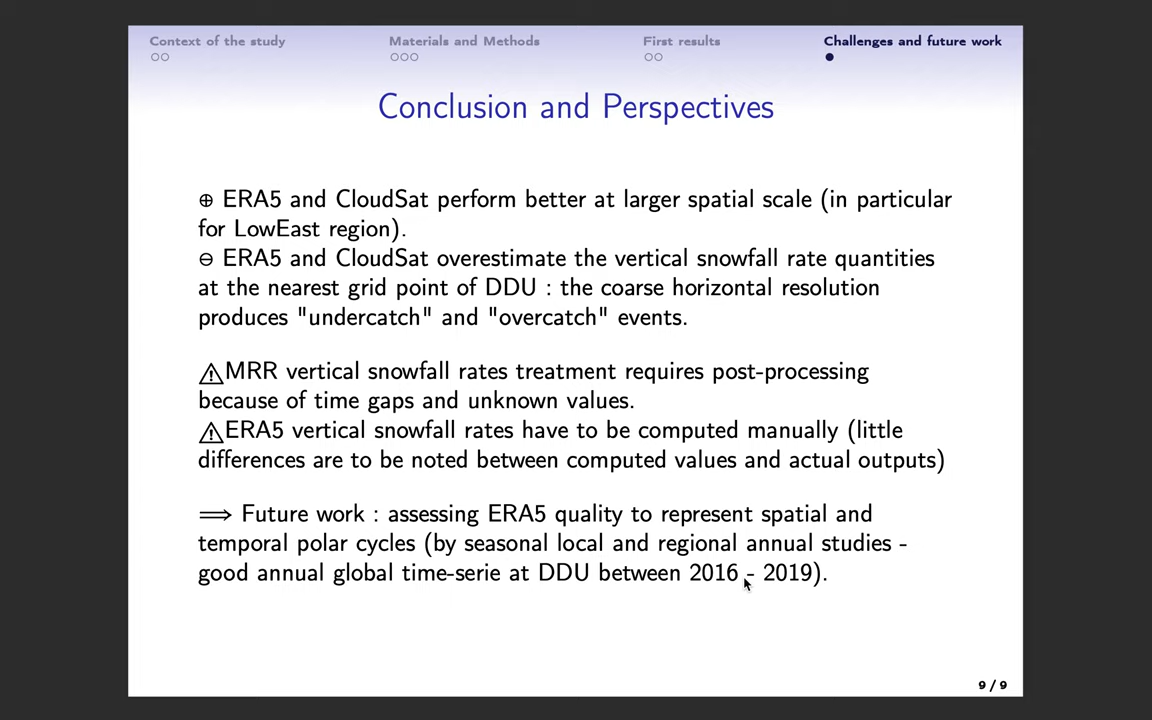 Context of the study
Materials and Methods
First results
Challenges and future work
Conclusion and Perspectives
⊕ ERA5 and CloudSat perform better at larger spatial scale (in particular
for LowEast region).
⊖ ERA5 and CloudSat overestimate the vertical snowfall rate quantities
at the nearest grid point of DDU : the coarse horizontal resolution
produces "undercatch" and "overcatch" events.
⚠MRR vertical snowfall rates treatment requires post-processing
because of time gaps and unknown values.
⚠ERA5 vertical snowfall rates have to be computed manually (little
differences are to be noted between computed values and actual outputs)
⟹ Future work : assessing ERA5 quality to represent spatial and
temporal polar cycles (by seasonal local and regional annual studies -
good annual global time-serie at DDU between 2016 - 2019).
9 / 9